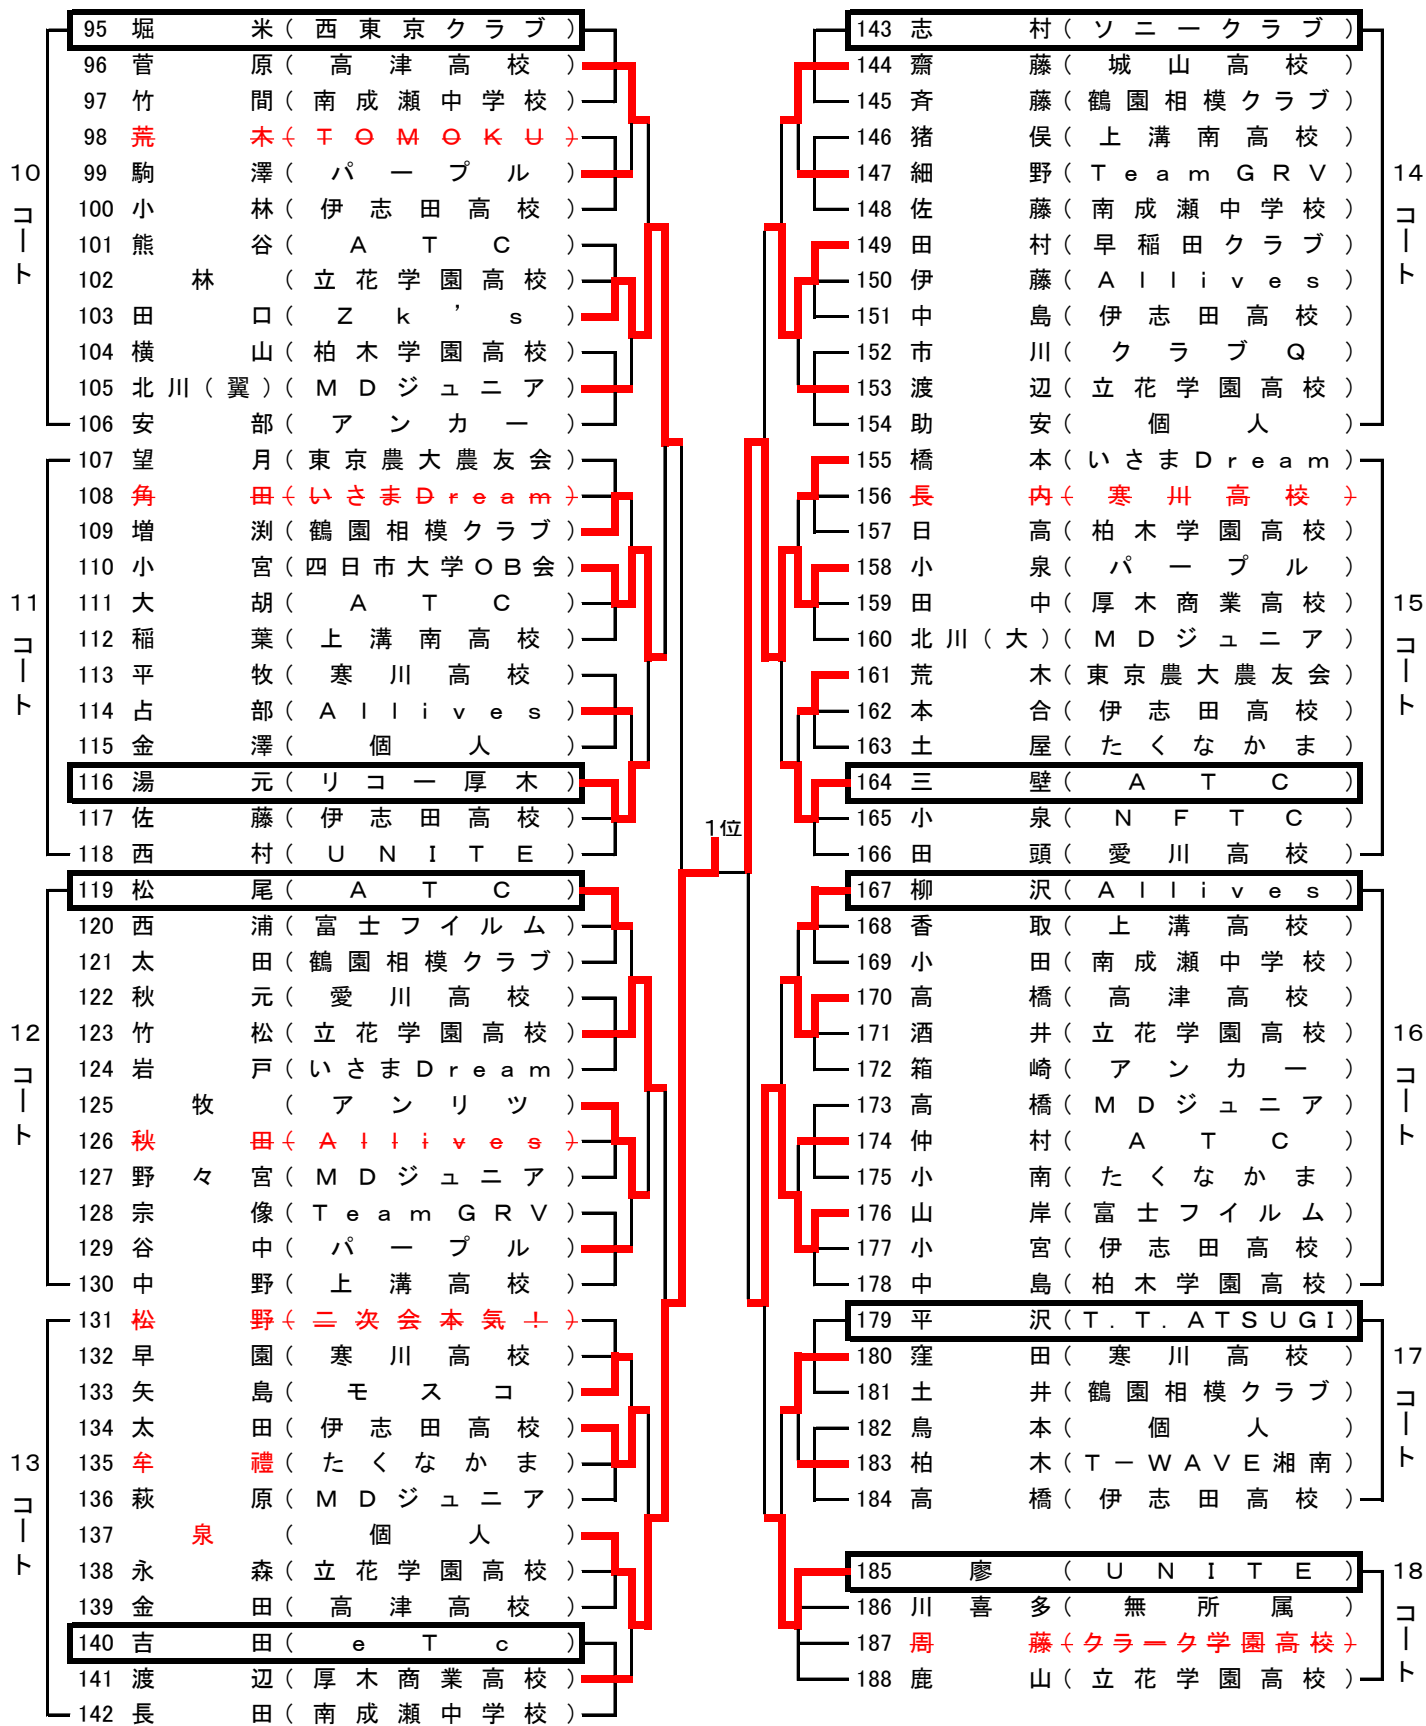 95 堀米(西東京クラブ)
96 菅原(高津高校)
97 竹間(南成瀬中学校)
98 荒木(TOMOKU)
99 駒澤(パープル)
100 小林(伊志田高校)
101 熊谷(ATC)
102 林(立花学園高校)
103 田口(Zk's)
104 横山(柏木学園高校)
105 北川(翼)(MDジュニア)
106 安部(アンカー)
10コート
107 望月(東京農大農友会)
108 角田(いさまDream)
109 増渕(鶴園相模クラブ)
110 小宮(四日市大学OB会)
111 大胡(ATC)
112 稲葉(上溝南高校)
113 平牧(寒川高校)
114 占部(Allives)
115 金澤(個人)
116 湯元(リコー厚木)
117 佐藤(伊志田高校)
118 西村(UNITE)
11コート
119 松尾(ATC)
120 西浦(富士フイルム)
121 太田(鶴園相模クラブ)
122 秋元(愛川高校)
123 竹松(立花学園高校)
124 岩戸(いさまDream)
125 牧(アンリツ)
126 秋田(Allives)
127 野々宮(MDジュニア)
128 宗像(TeamGRV)
129 谷中(パープル)
130 中野(上溝高校)
12コート
131 松野(二次会本気!)
132 早園(寒川高校)
133 矢島(モスコ)
134 太田(伊志田高校)
135 牟禮(たくなかま)
136 萩原(MDジュニア)
137 泉(個人)
138 永森(立花学園高校)
139 金田(高津高校)
140 吉田(eTc)
141 渡辺(厚木商業高校)
142 長田(南成瀬中学校)
13コート
1位
143 志村(ソニークラブ)
144 齋藤(城山高校)
145 斉藤(鶴園相模クラブ)
146 猪俣(上溝南高校)
147 細野(TeamGRV)
148 佐藤(南成瀬中学校)
149 田村(早稲田クラブ)
150 伊藤(Allives)
151 中島(伊志田高校)
152 市川(クラブQ)
153 渡辺(立花学園高校)
154 助安(個人)
14コート
155 橋本(いさまDream)
156 長内(寒川高校)
157 日高(柏木学園高校)
158 小泉(パープル)
159 田中(厚木商業高校)
160 北川(大)(MDジュニア)
161 荒木(東京農大農友会)
162 本合(伊志田高校)
163 土屋(たくなかま)
164 三壁(ATC)
165 小泉(NFTC)
166 田頭(愛川高校)
15コート
167 柳沢(Allives)
168 香取(上溝高校)
169 小田(南成瀬中学校)
170 高橋(高津高校)
171 酒井(立花学園高校)
172 箱崎(アンカー)
173 高橋(MDジュニア)
174 仲村(ATC)
175 小南(たくなかま)
176 山岸(富士フイルム)
177 小宮(伊志田高校)
178 中島(柏木学園高校)
16コート
179 平沢(T.T.ATSUGI)
180 窪田(寒川高校)
181 土井(鶴園相模クラブ)
182 鳥本(個人)
183 柏木(T-WAVE湘南)
184 高橋(伊志田高校)
17コート
185 廖(UNITE)
186 川喜多(無所属)
187 周藤(クラーク学園高校)
188 鹿山(立花学園高校)
18コート